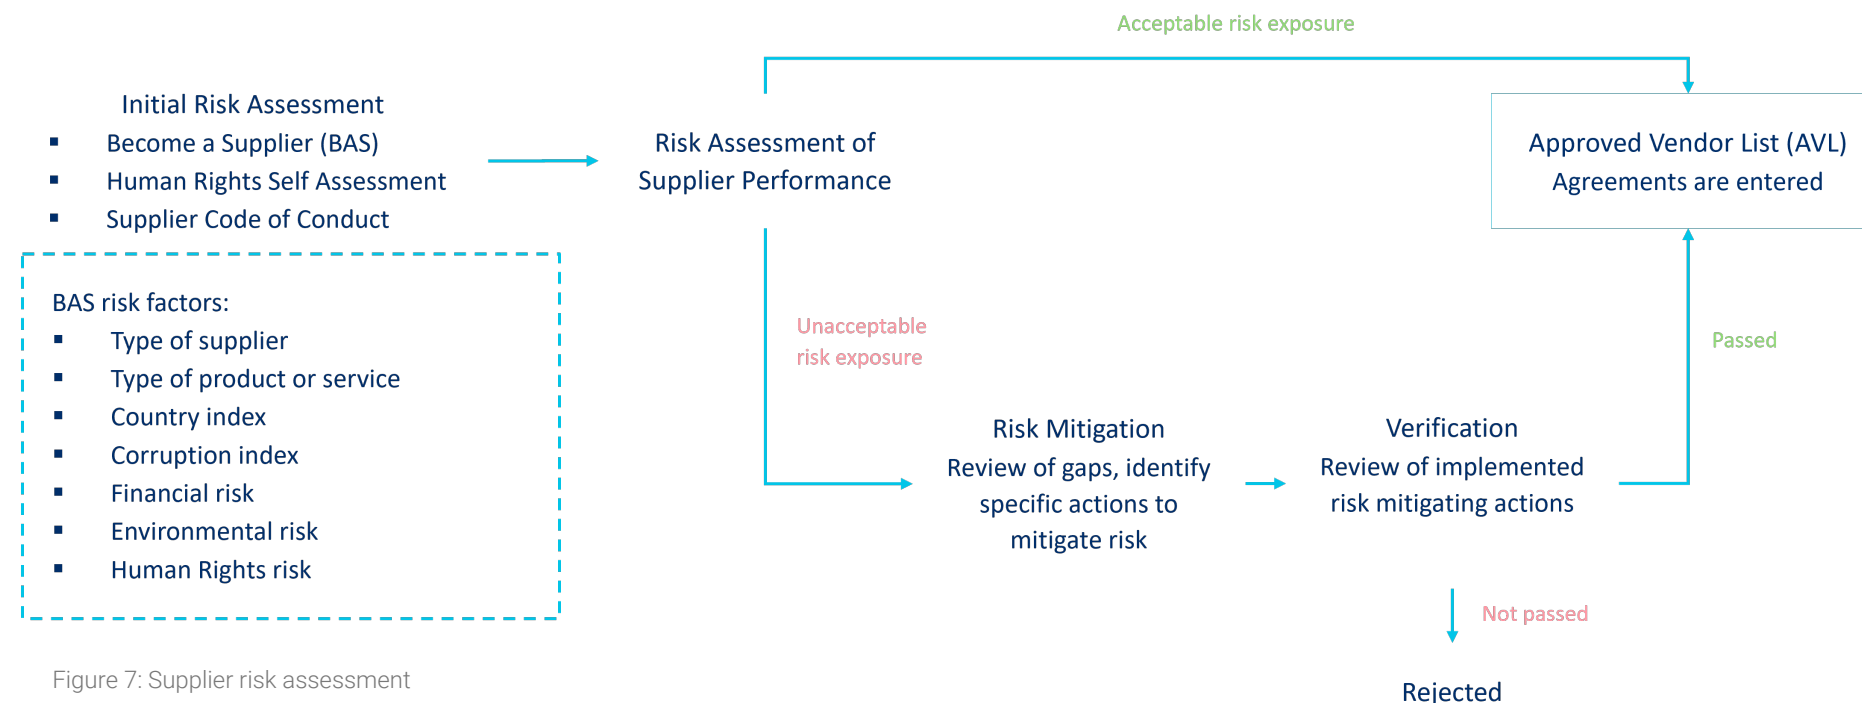 Acceptable risk exposure
Initial Risk Assessment
▪ Become a Supplier (BAS)
▪ Human Rights Self Assessment
▪ Supplier Code of Conduct
Risk Assessment of
Supplier Performance
Approved Vendor List (AVL)
Agreements are entered
BAS risk factors:
▪ Type of supplier
▪ Type of product or service
▪ Country index
▪ Corruption index
▪ Financial risk
▪ Environmental risk
▪ Human Rights risk
Unacceptable
risk exposure
Passed
Risk Mitigation
Review of gaps, identify
specific actions to
mitigate risk
Verification
Review of implemented
risk mitigating actions
Not passed
Rejected
Figure 7: Supplier risk assessment